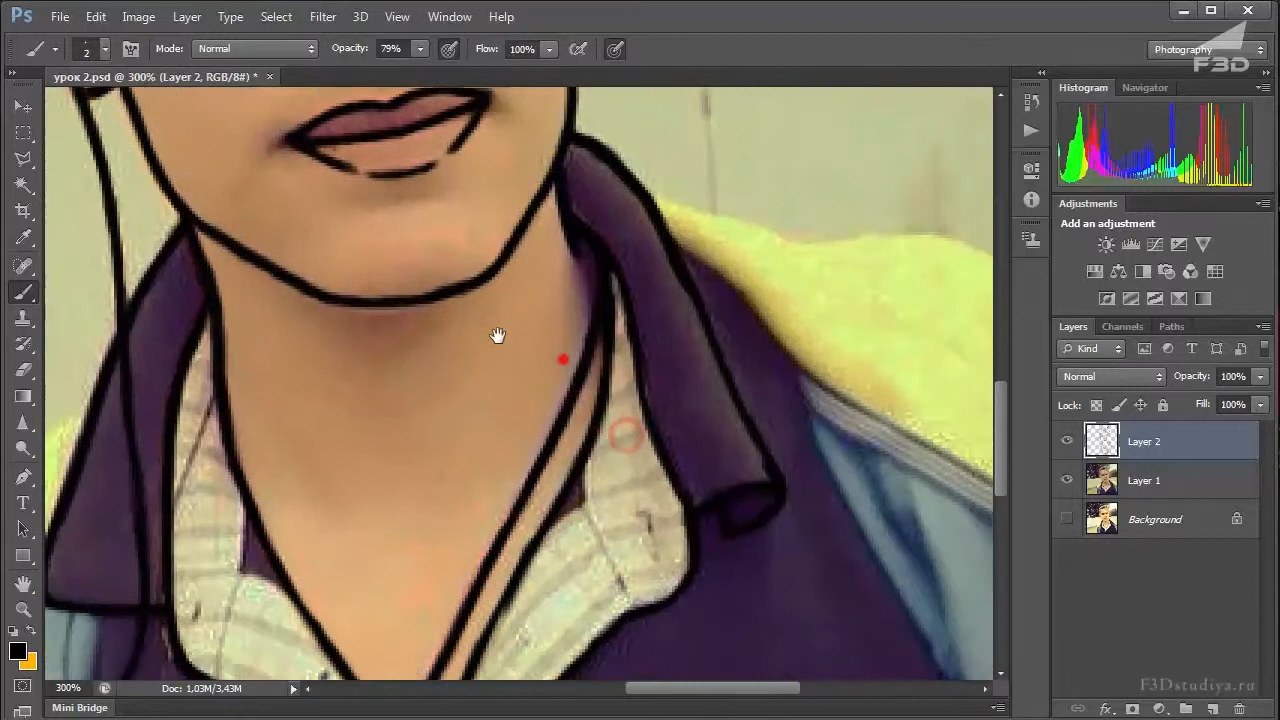 Ps File Edit Image Layer Type Select Filter 3D View Window Help
2 Mode: Normal Opacity: 79% Flow: 100% Photography
F3D
урок 2.psd @ 300% (Layer 2, RGB/8#) * ×
Histogram Navigator
Adjustments
Add an adjustment
Layers Channels Paths
Kind
Normal Opacity: 100%
Lock: Fill: 100%
Layer 2
Layer 1
Background
300% Doc: 1,03M/3,43M
F3Dstudiya.ru
Mini Bridge